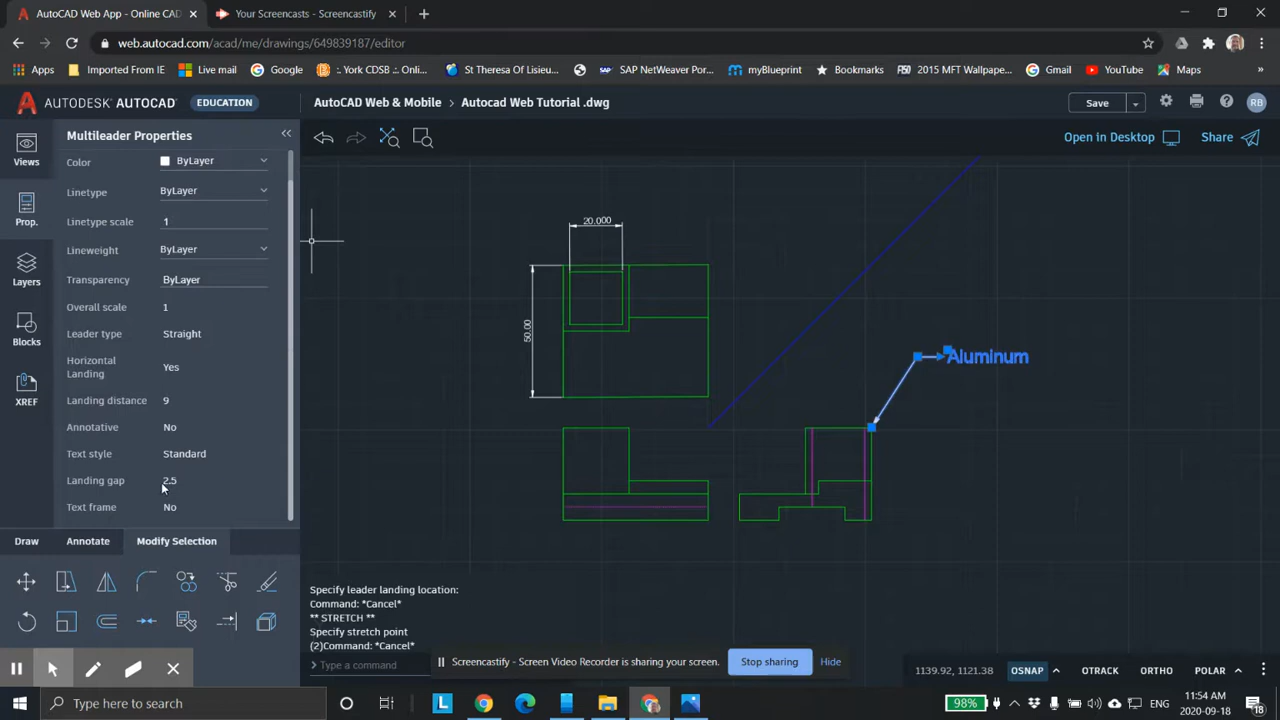 AutoCAD Web App - Online CAD
Your Screencasts - Screencastify
web.autocad.com/acad/me/drawings/649839187/editor
Apps
Imported From IE
Live mail
Google
: York CDSB :. Onli...
St Theresa Of Lisieu...
SAP NetWeaver Por...
myBlueprint
Bookmarks
2015 MFT Wallpape...
Gmail
YouTube
Maps
AUTODESK® AUTOCAD
EDUCATION
AutoCAD Web & Mobile > Autocad Web Tutorial .dwg
Save
RB
Views
Prop.
Layers
Blocks
XREF
Multileader Properties
Color ByLayer
Linetype ByLayer
Linetype scale 1
Lineweight ByLayer
Transparency ByLayer
Overall scale 1
Leader type Straight
Horizontal Landing Yes
Landing distance 9
Annotative No
Text style Standard
Landing gap 2.5
Text frame No
Draw
Annotate
Modify Selection
Open in Desktop
Share
20.000
50.00
Aluminum
Specify leader landing location:
Command: *Cancel*
** STRETCH **
Specify stretch point
(2)Command: *Cancel*
Type a command
Screencastify - Screen Video Recorder is sharing your screen.
Stop sharing
Hide
1139.92, 1121.38
OSNAP
OTRACK
ORTHO
POLAR
Type here to search
98%
ENG
11:54 AM
2020-09-18
18